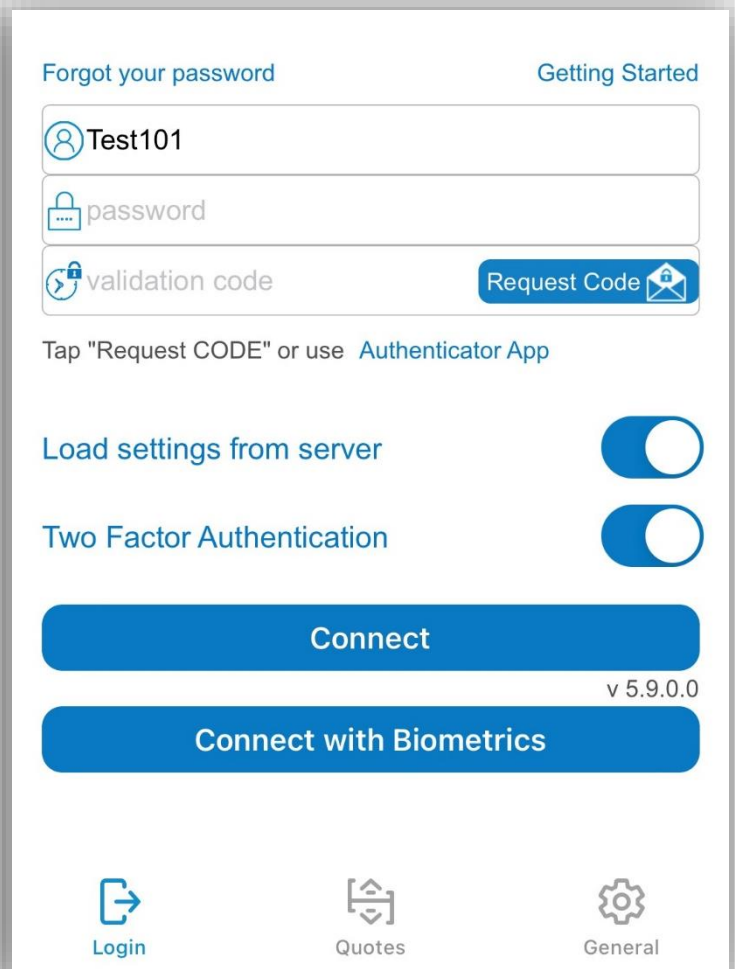 Forgot your password Getting Started
Test101
password
validation code Request Code
Tap "Request CODE" or use Authenticator App
Load settings from server
Two Factor Authentication
Connect
v 5.9.0.0
Connect with Biometrics
Login Quotes General